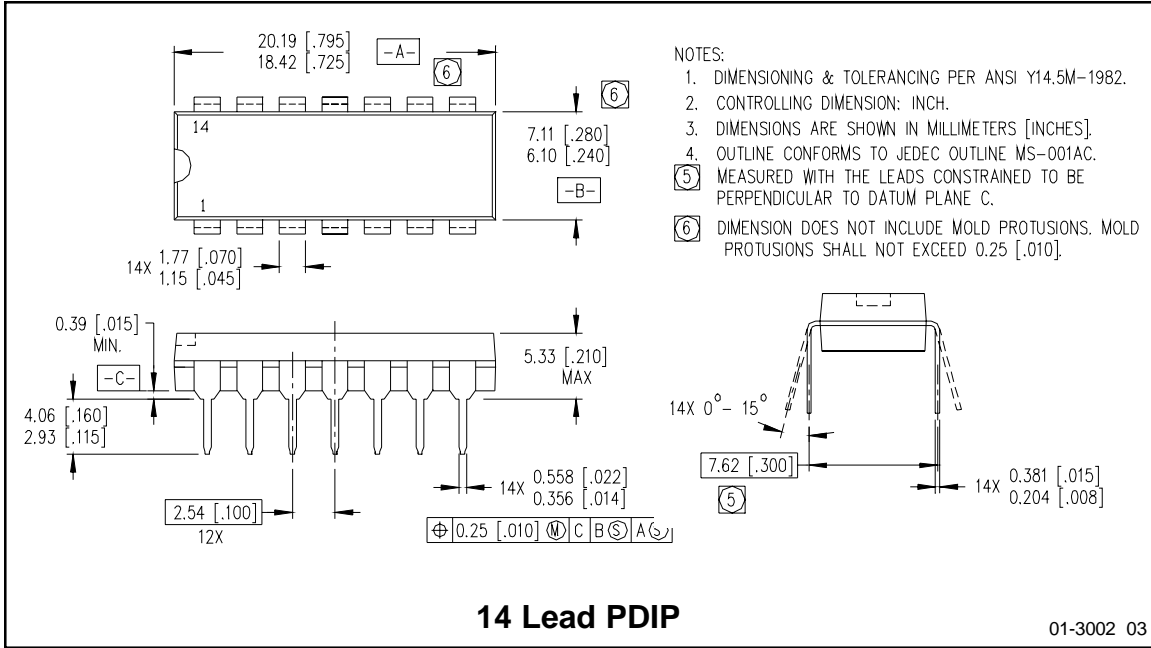 20.19 [.795]
18.42 [.725]
-A-
6
6
14
1
7.11 [.280]
6.10 [.240]
-B-
14X 1.77 [.070]
1.15 [.045]
NOTES:
1. DIMENSIONING & TOLERANCING PER ANSI Y14.5M-1982.
2. CONTROLLING DIMENSION: INCH.
3. DIMENSIONS ARE SHOWN IN MILLIMETERS [INCHES].
4. OUTLINE CONFORMS TO JEDEC OUTLINE MS-001AC.
5 MEASURED WITH THE LEADS CONSTRAINED TO BE
PERPENDICULAR TO DATUM PLANE C.
6 DIMENSION DOES NOT INCLUDE MOLD PROTUSIONS. MOLD
PROTUSIONS SHALL NOT EXCEED 0.25 [.010].
0.39 [.015]
MIN.
-C-
4.06 [.160]
2.93 [.115]
5.33 [.210]
MAX
2.54 [.100]
12X
14X 0.558 [.022]
0.356 [.014]
⌖ 0.25 [.010] Ⓜ C B Ⓢ A Ⓢ
14X 0°- 15°
7.62 [.300]
5
14X 0.381 [.015]
0.204 [.008]
14 Lead PDIP
01-3002 03